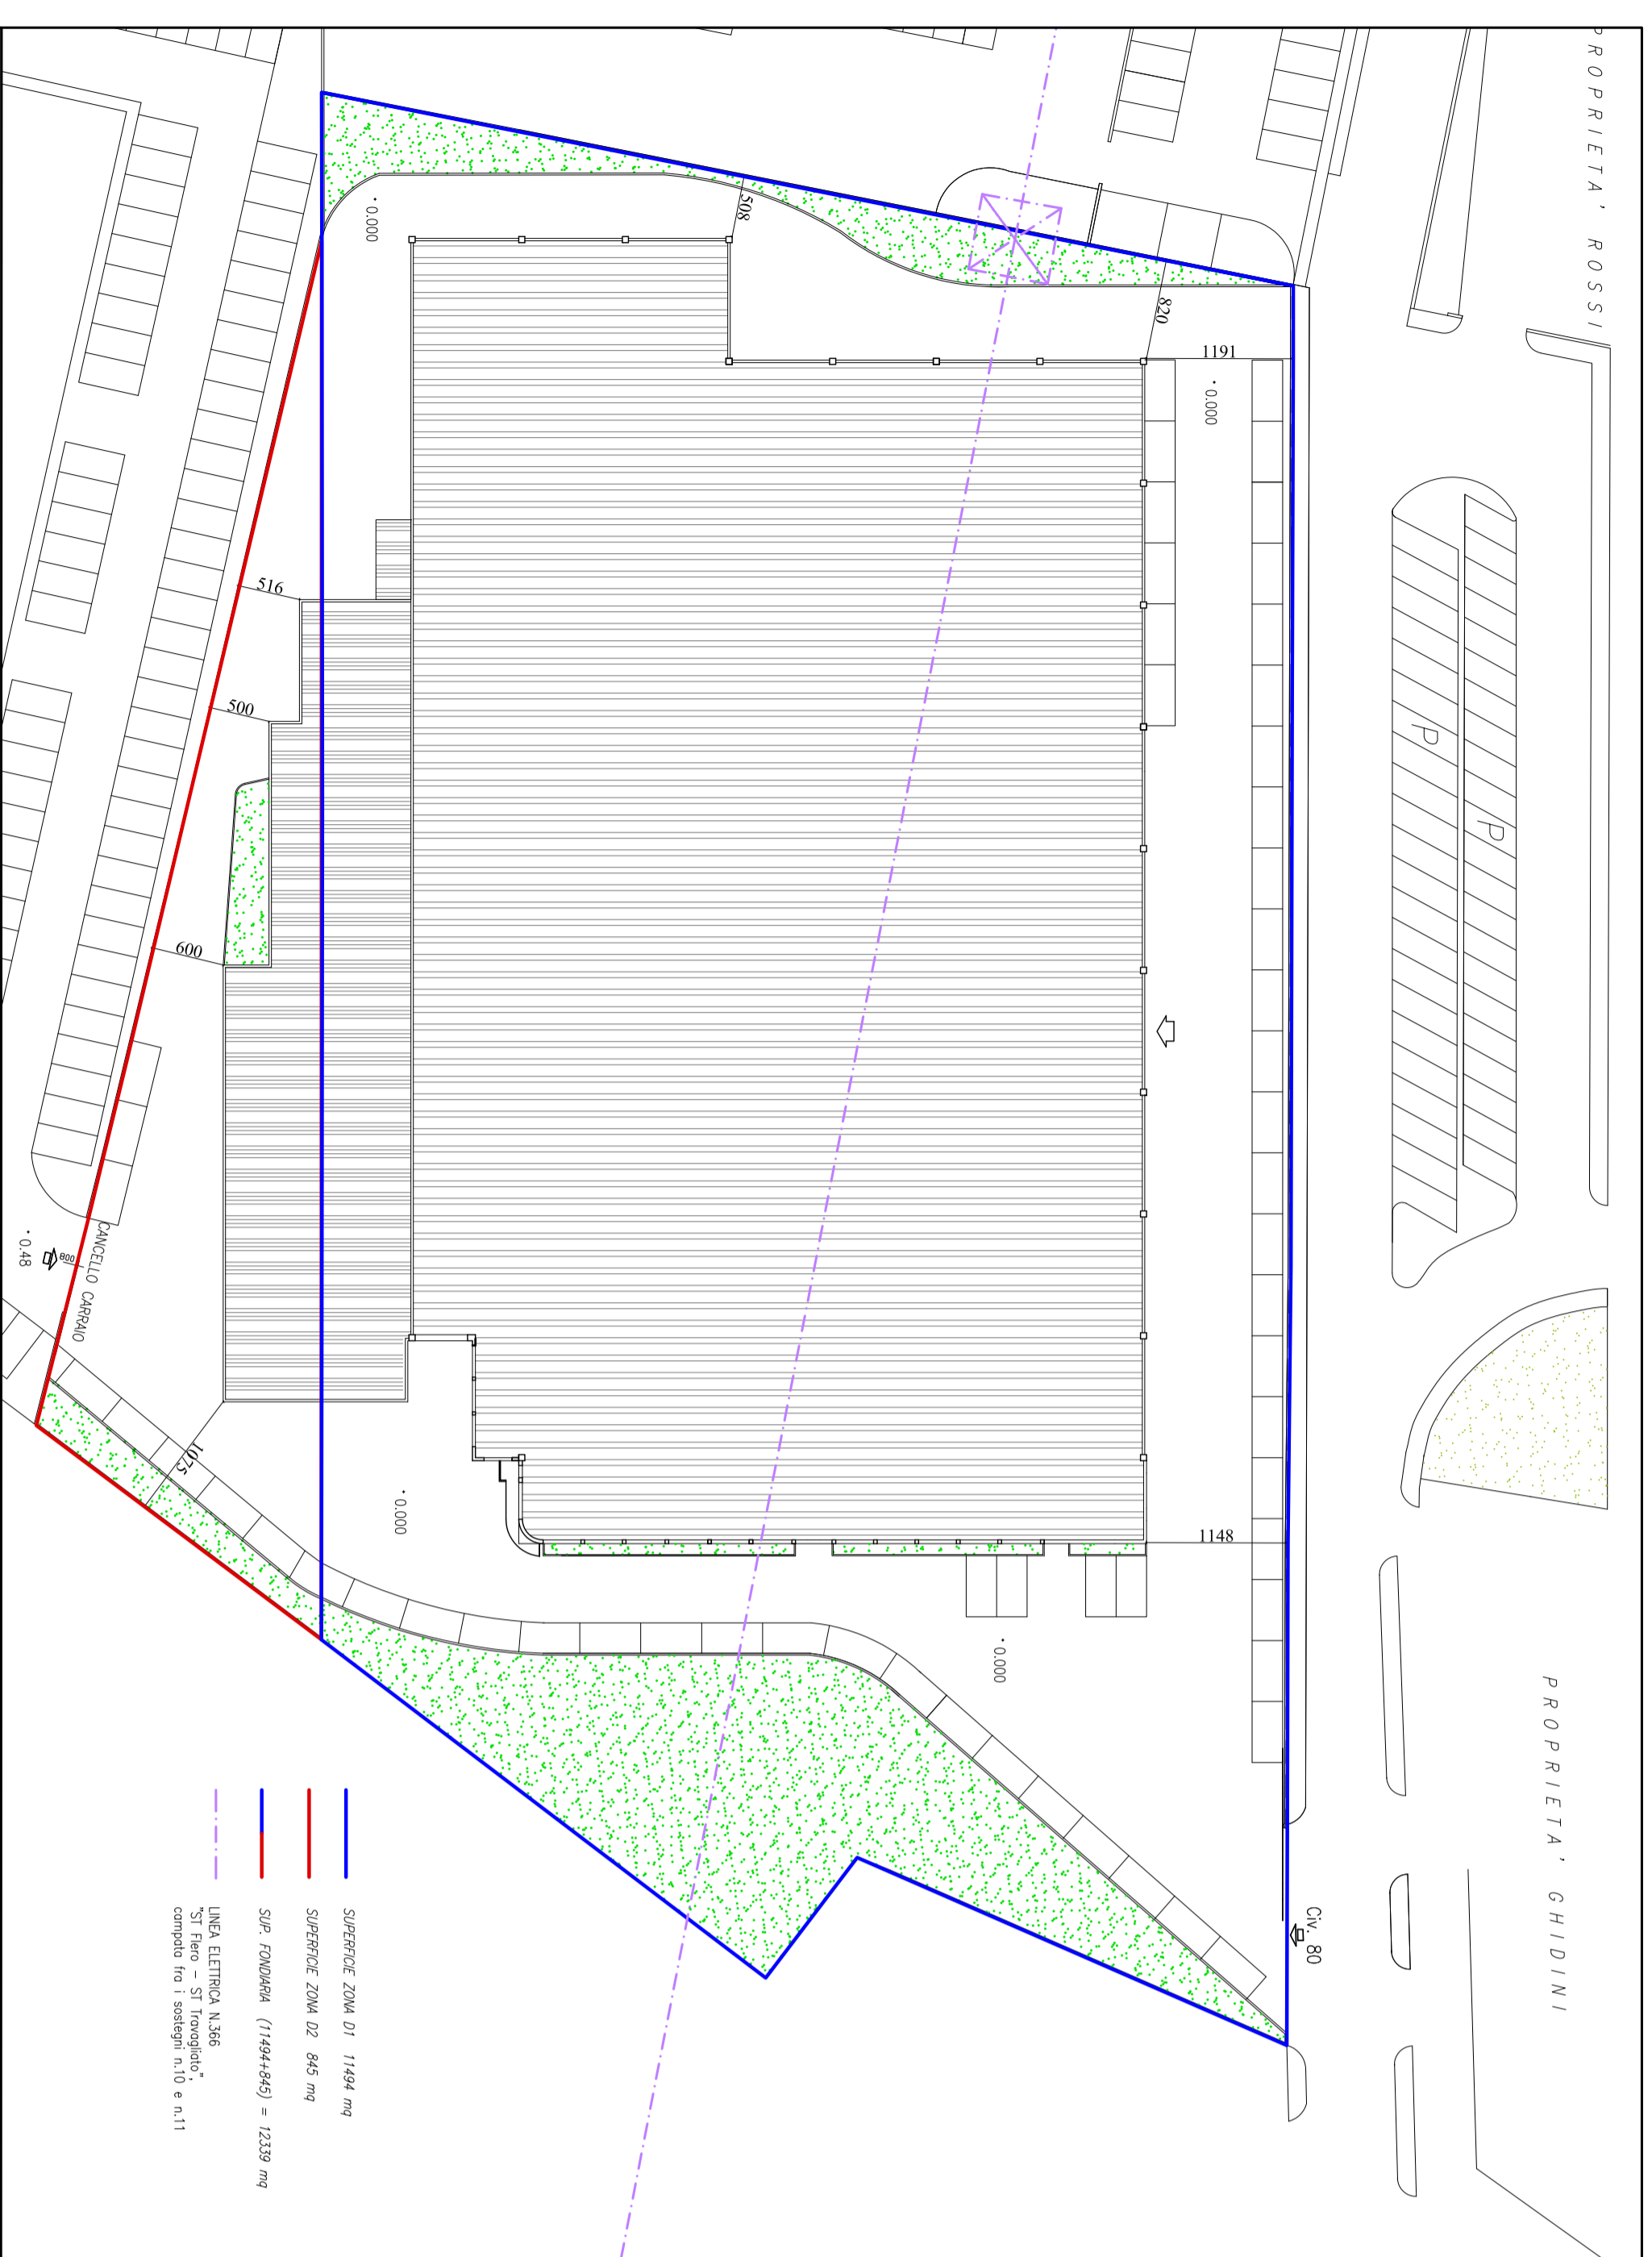 PROPRIETA' ROSSI
PROPRIETA' GHIDINI
P
P
Civ. 80
1191
• 0.000
820
508
• 0.000
516
500
600
1148
• 0.000
• 0.000
1075
CANCELLO CARRAIO
800
• 0.48
SUPERFICIE ZONA D1 11494 mq
SUPERFICIE ZONA D2 845 mq
SUP. FONDIARIA (11494+845) = 12339 mq
LINEA ELETTRICA N.366
"ST Flero – ST Travagliato",
campata fra i sostegni n.10 e n.11